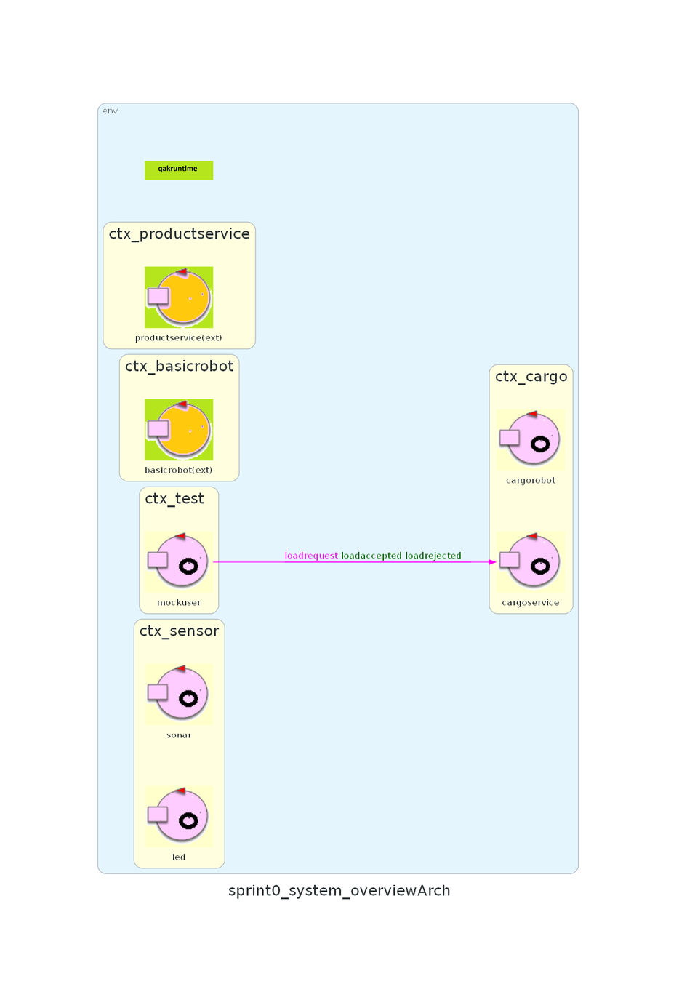 env
qakruntime
ctx_productservice
productservice(ext)
ctx_basicrobot
basicrobot(ext)
ctx_cargo
cargorobot
ctx_test
loadrequest loadaccepted loadrejected
mockuser
cargoservice
ctx_sensor
sonar
led
sprint0_system_overviewArch